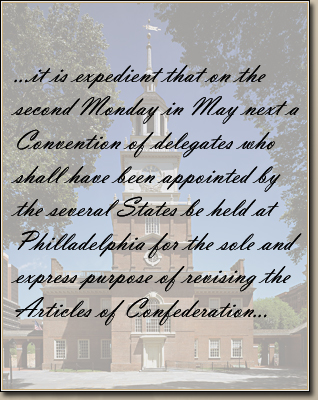 ...it is expedient that on the
second Monday in May next a
Convention of delegates who
shall have been appointed by
the several States be held at
Philladelphia for the sole and
express purpose of revising the
Articles of Confederation...